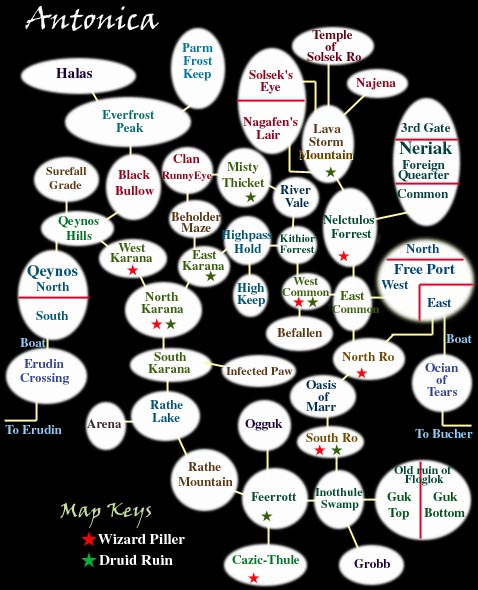 Antonica
Halas
Parm
Frost
Keep
Everfrost
Peak
Temple
of
Solsek Ro
Solsek's
Eye
Nagafen's
Lair
Najena
Lava
Storm
Mountain
3rd Gate
Neriak
Foreign
Quearter
Common
Surefall
Grade
Black
Bullow
Clan
RunnyEye
Misty
Thicket
River
Vale
Nelctulos
Forrest
Qeynos
Hills
Beholder
Maze
Highpass
Hold
Kithior
Forrest
West
Karana
East
Karana
North
Free Port
West
East
Qeynos
North
South
High
Keep
West
Common
East
Common
North
Karana
Befallen
Boat
Boat
Erudin
Crossing
South
Karana
Infected Paw
North Ro
Ocian
of
Tears
Oasis
of
Marr
To Erudin
Arena
Rathe
Lake
Ogguk
To Bucher
South Ro
Rathe
Mountain
Feerrott
Inotthule
Swamp
Old ruin of
Floglok
Guk
Top
Guk
Bottom
Map Keys
Wizard Piller
Druid Ruin
Cazic-Thule
Grobb